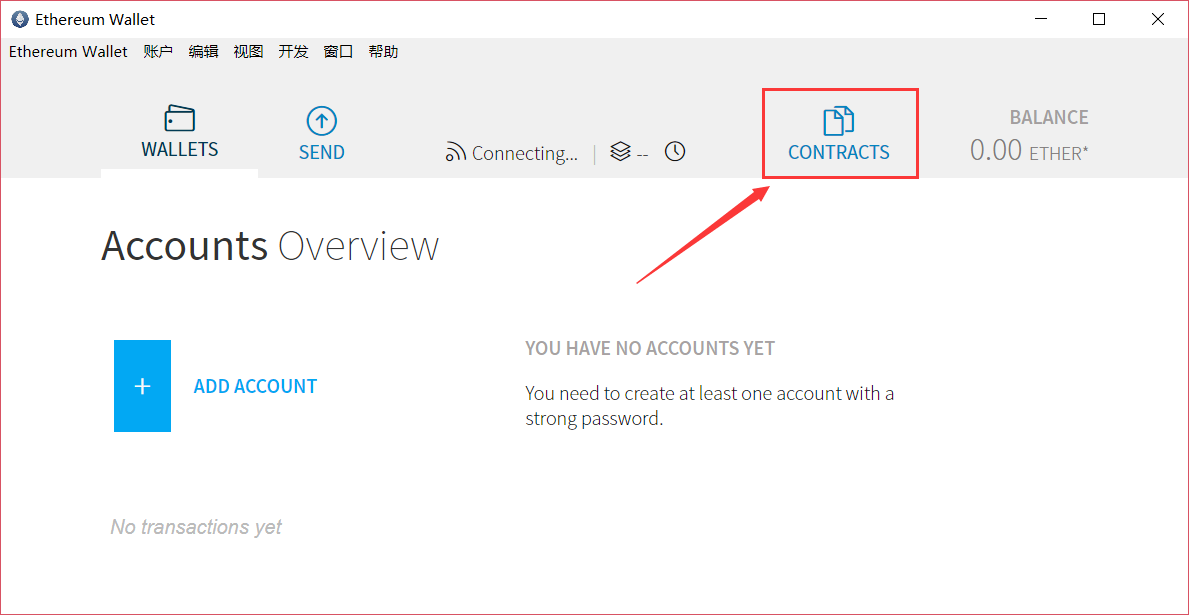 Ethereum Wallet
Ethereum Wallet 账户 编辑 视图 开发 窗口 帮助
WALLETS
SEND
Connecting... | --
CONTRACTS
BALANCE
0.00 ETHER*
Accounts Overview
+ ADD ACCOUNT
YOU HAVE NO ACCOUNTS YET
You need to create at least one account with a
strong password.
No transactions yet